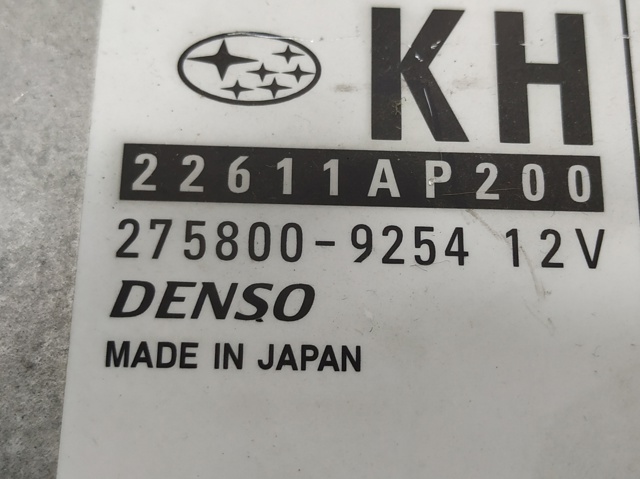 KH
22611AP200
275800-9254 12V
DENSO
MADE IN JAPAN